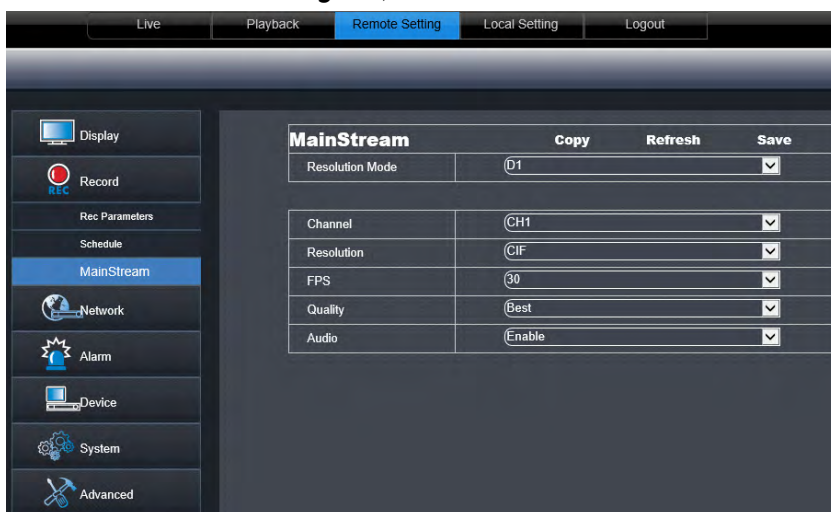 Live Playback Remote Setting Local Setting Logout
Display
Record
REC
Rec Parameters
Schedule
MainStream
Network
Alarm
Device
System
Advanced
MainStream Copy Refresh Save
Resolution Mode D1
Channel CH1
Resolution CIF
FPS 30
Quality Best
Audio Enable